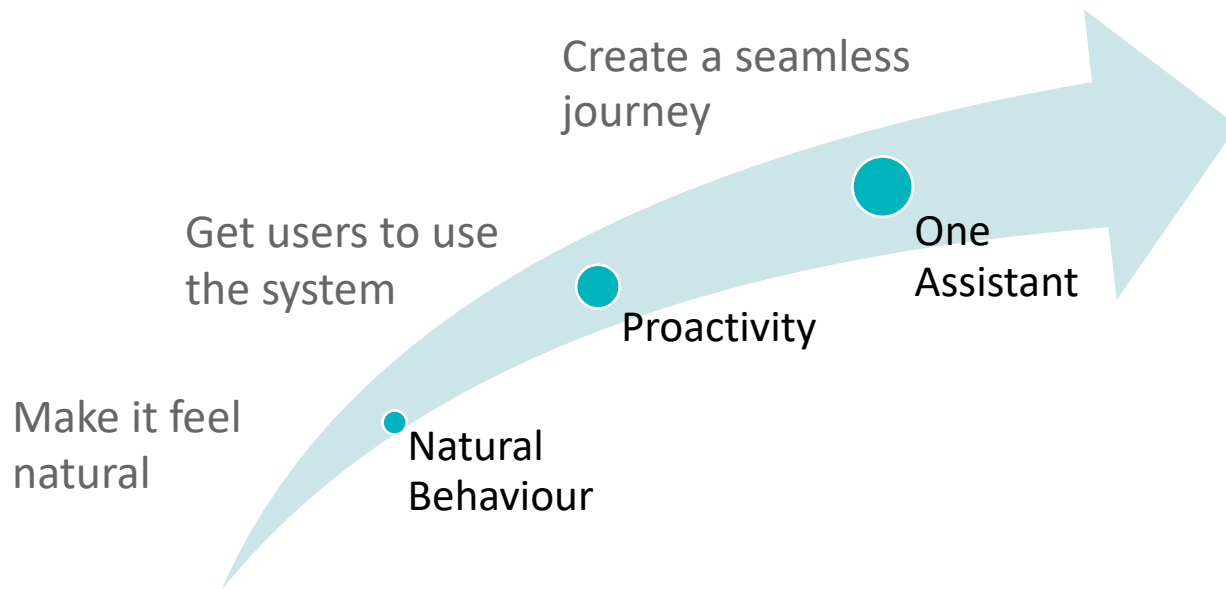 Create a seamless
journey
One
Assistant
Get users to use
the system
Proactivity
Make it feel
natural
Natural
Behaviour